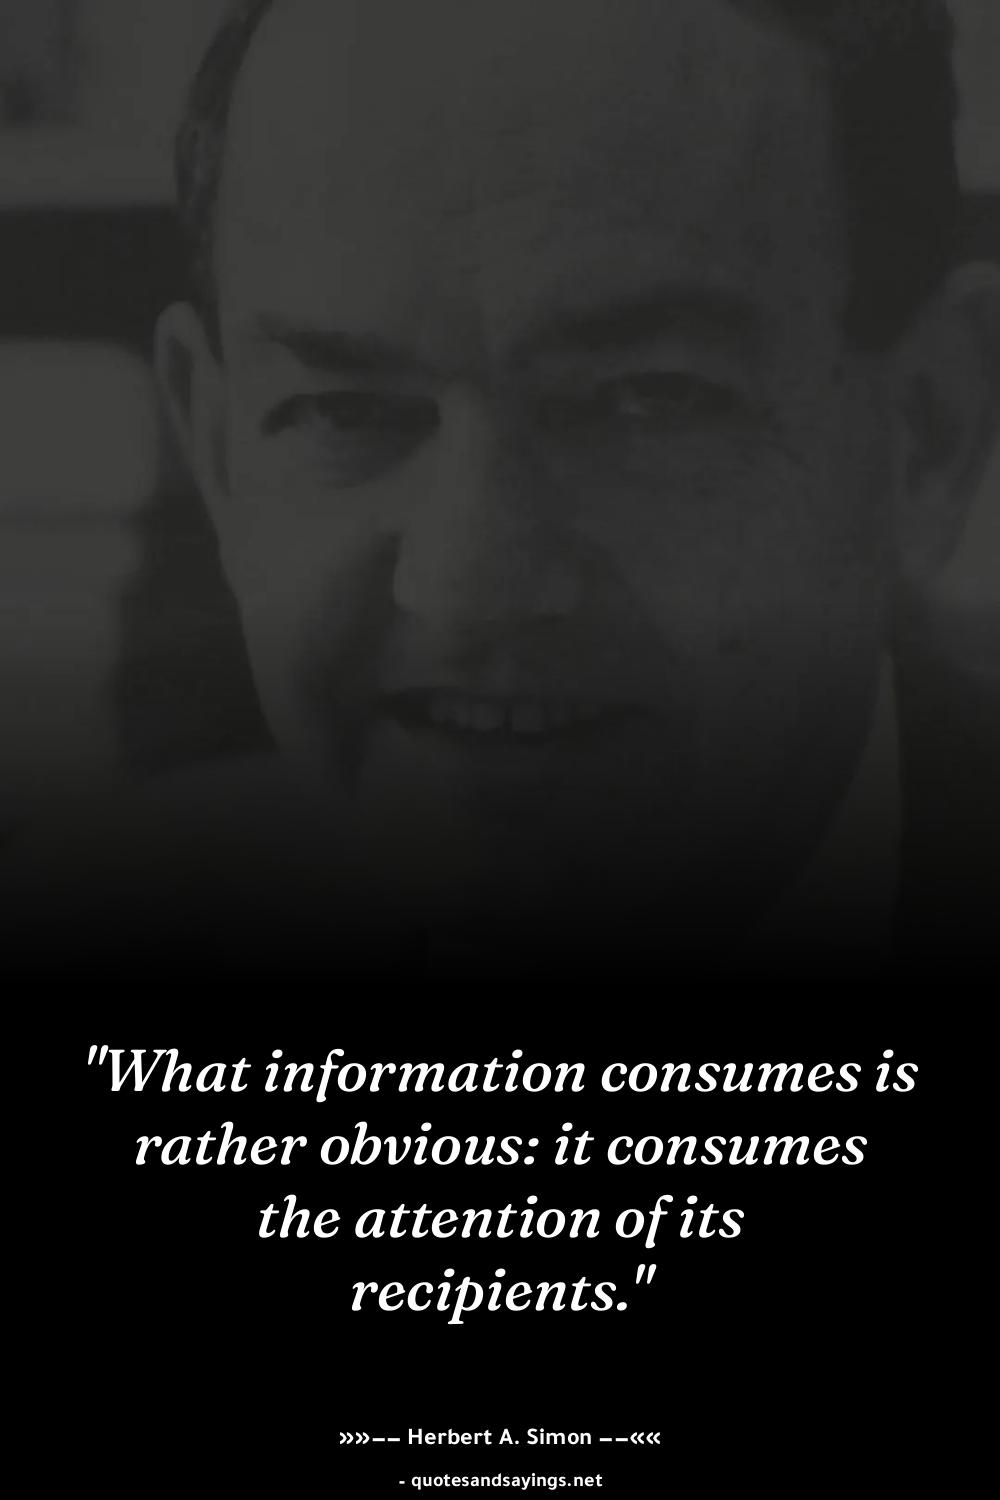 "What information consumes is
rather obvious: it consumes
the attention of its
recipients."
»»−− Herbert A. Simon −−««
- quotesandsayings.net